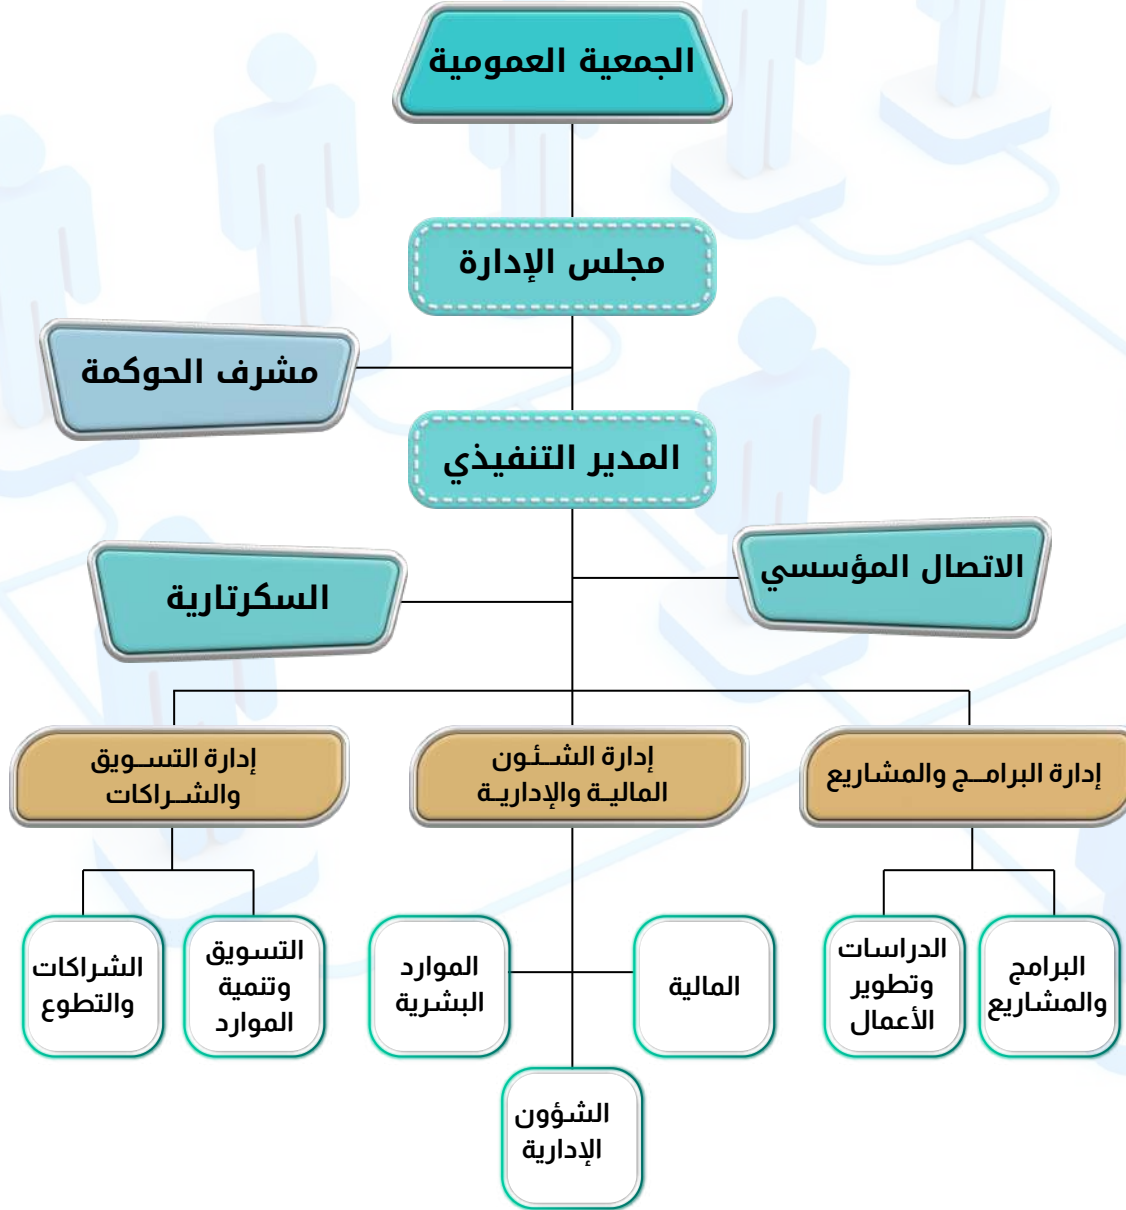 الجمعية العمومية
مجلس الإدارة
مشرف الحوكمة
المدير التنفيذي
الاتصال المؤسسي
السكرتارية
إدارة البرامـج والمشاريع
إدارة الشـئـون
الماليـة والإداريـة
إدارة التسـويق
والشـراكات
البرامج
والمشاريع
الدراسات
وتطوير
الأعمال
المالية
الموارد
البشرية
التسويق
وتنمية
الموارد
الشراكات
والتطوع
الشؤون
الإدارية